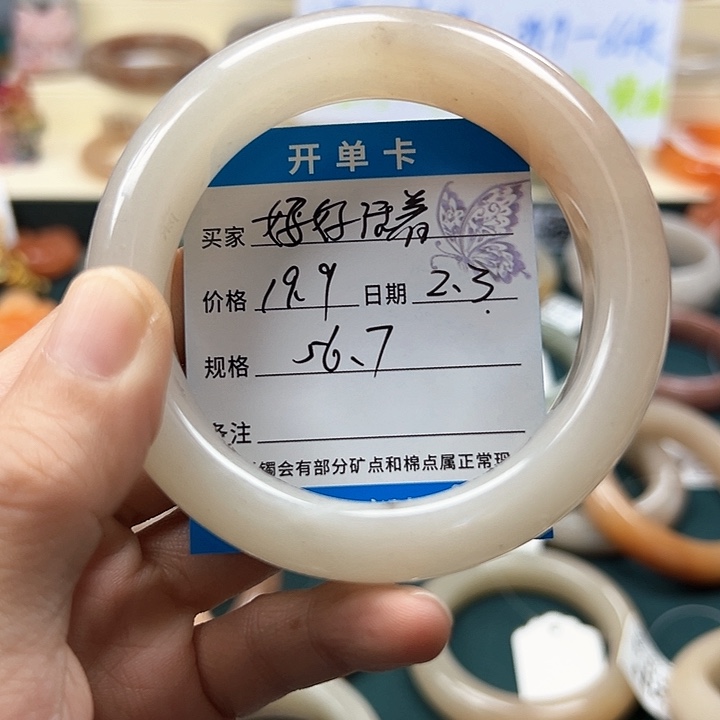 开单卡
买家 好好活着
价格 19.9 日期 2.3
规格 56.7
备注
镯会有部分矿点和棉点属正常现